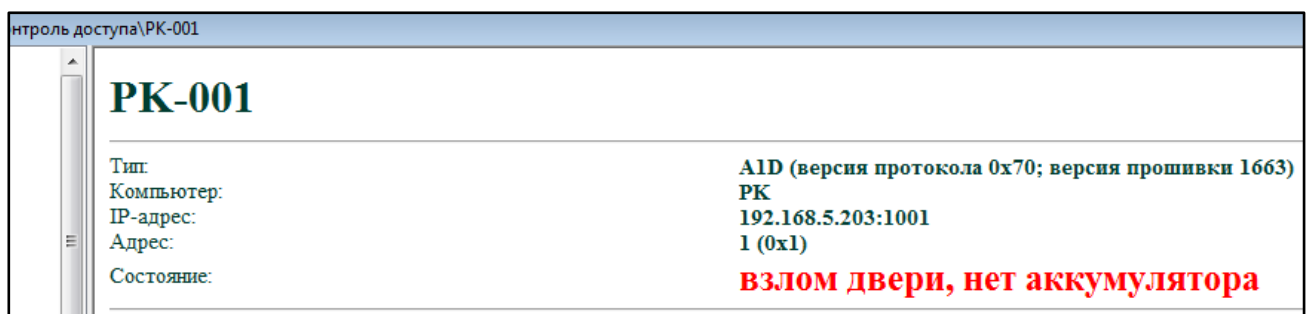 нтроль доступа\PK-001
PK-001
Тип: A1D (версия протокола 0x70; версия прошивки 1663)
Компьютер: PK
IP-адрес: 192.168.5.203:1001
Адрес: 1 (0x1)
Состояние: взлом двери, нет аккумулятора